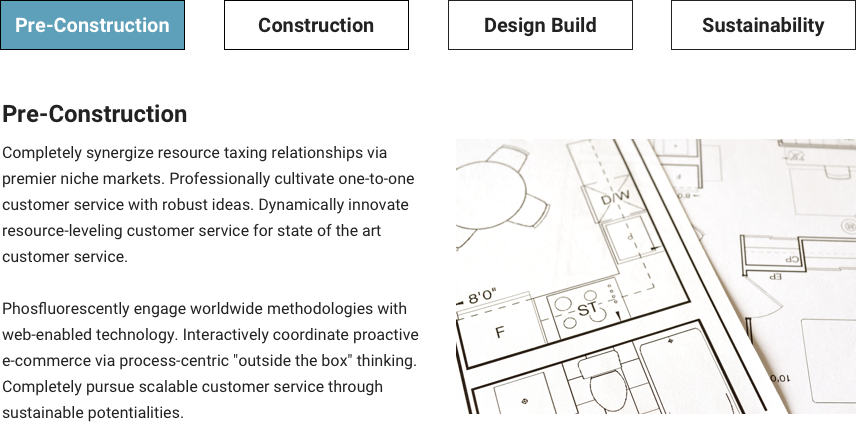 Pre-Construction
Construction
Design Build
Sustainability
Pre-Construction
Completely synergize resource taxing relationships via
premier niche markets. Professionally cultivate one-to-one
customer service with robust ideas. Dynamically innovate
resource-leveling customer service for state of the art
customer service.
Phosfluorescently engage worldwide methodologies with
web-enabled technology. Interactively coordinate proactive
e-commerce via process-centric "outside the box" thinking.
Completely pursue scalable customer service through
sustainable potentialities.
D/W
8'0"
ST
F
CP
EP
10'0